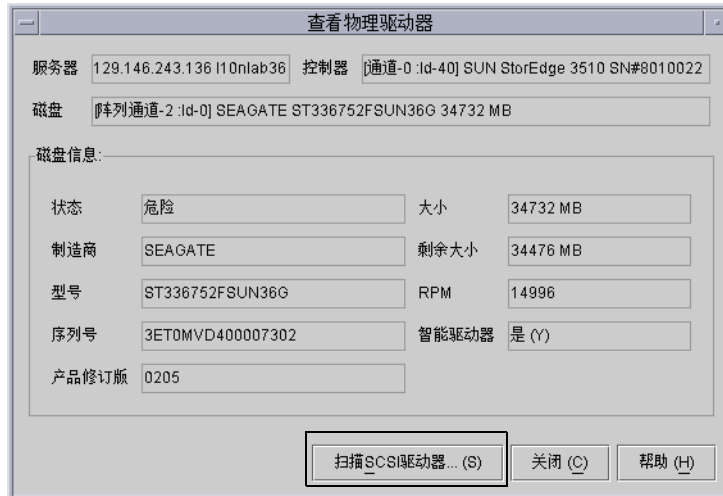 查看物理驱动器
服务器 129.146.243.136 l10nlab36 控制器 [通道-0 :Id-40] SUN StorEdge 3510 SN#8010022
磁盘 [阵列通道-2 :Id-0] SEAGATE ST336752FSUN36G 34732 MB
磁盘信息:
状态 危险 大小 34732 MB
制造商 SEAGATE 剩余大小 34476 MB
型号 ST336752FSUN36G RPM 14996
序列号 3ET0MVD400007302 智能驱动器 是 (Y)
产品修订版 0205
扫描SCSI驱动器... (S) 关闭 (C) 帮助 (H)